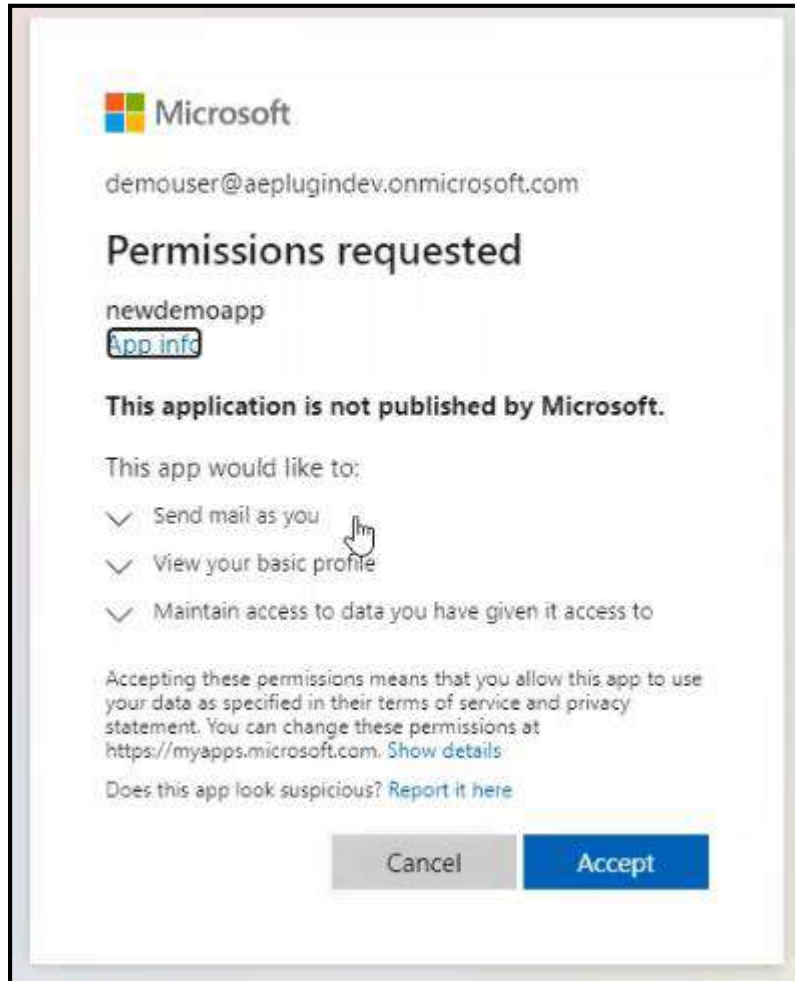 Microsoft
demouser@aeplugindev.onmicrosoft.com
Permissions requested
newdemoapp
App info
This application is not published by Microsoft.
This app would like to:
Send mail as you
View your basic profile
Maintain access to data you have given it access to
Accepting these permissions means that you allow this app to use
your data as specified in their terms of service and privacy
statement. You can change these permissions at
https://myapps.microsoft.com. Show details
Does this app look suspicious? Report it here
Cancel Accept